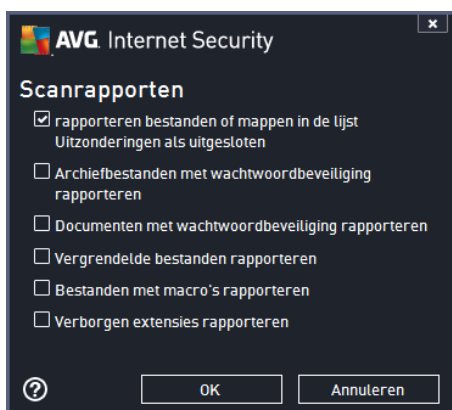 AVG. Internet Security
x
Scanrapporten
rapporteren bestanden of mappen in de lijst
Uitzonderingen als uitgesloten
Archiefbestanden met wachtwoordbeveiliging
rapporteren
Documenten met wachtwoordbeveiliging rapporteren
Vergrendelde bestanden rapporteren
Bestanden met macro's rapporteren
Verborgen extensies rapporteren
?
OK
Annuleren